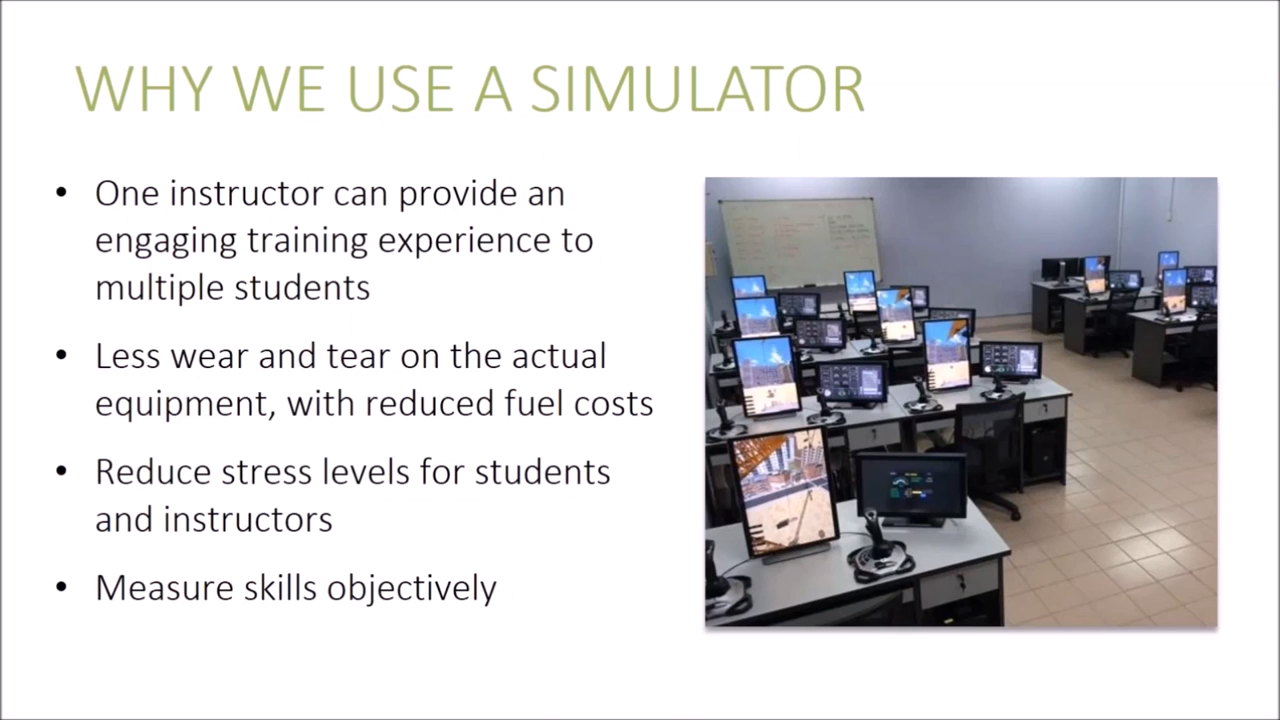 WHY WE USE A SIMULATOR
• One instructor can provide an
engaging training experience to
multiple students
• Less wear and tear on the actual
equipment, with reduced fuel costs
• Reduce stress levels for students
and instructors
• Measure skills objectively